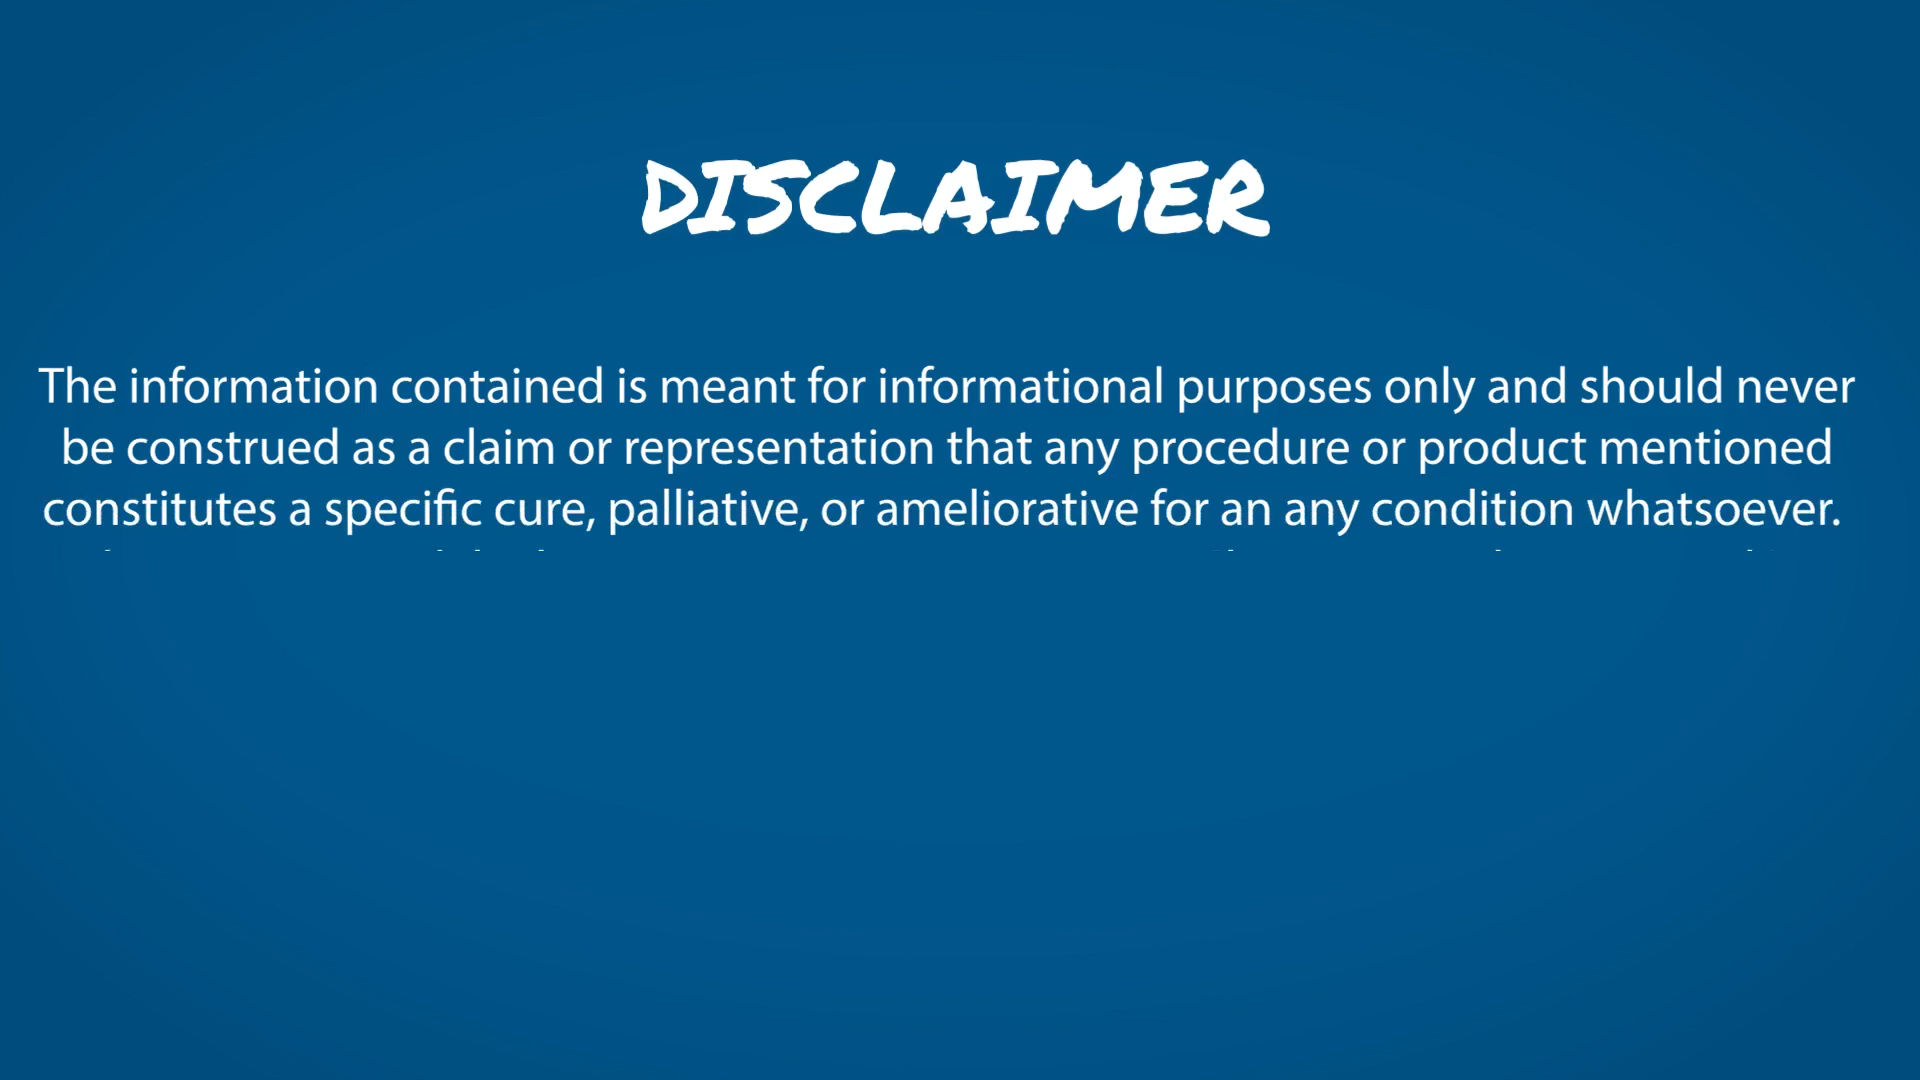 DISCLAIMER
The information contained is meant for informational purposes only and should never
be construed as a claim or representation that any procedure or product mentioned
constitutes a specific cure, palliative, or ameliorative for an any condition whatsoever.